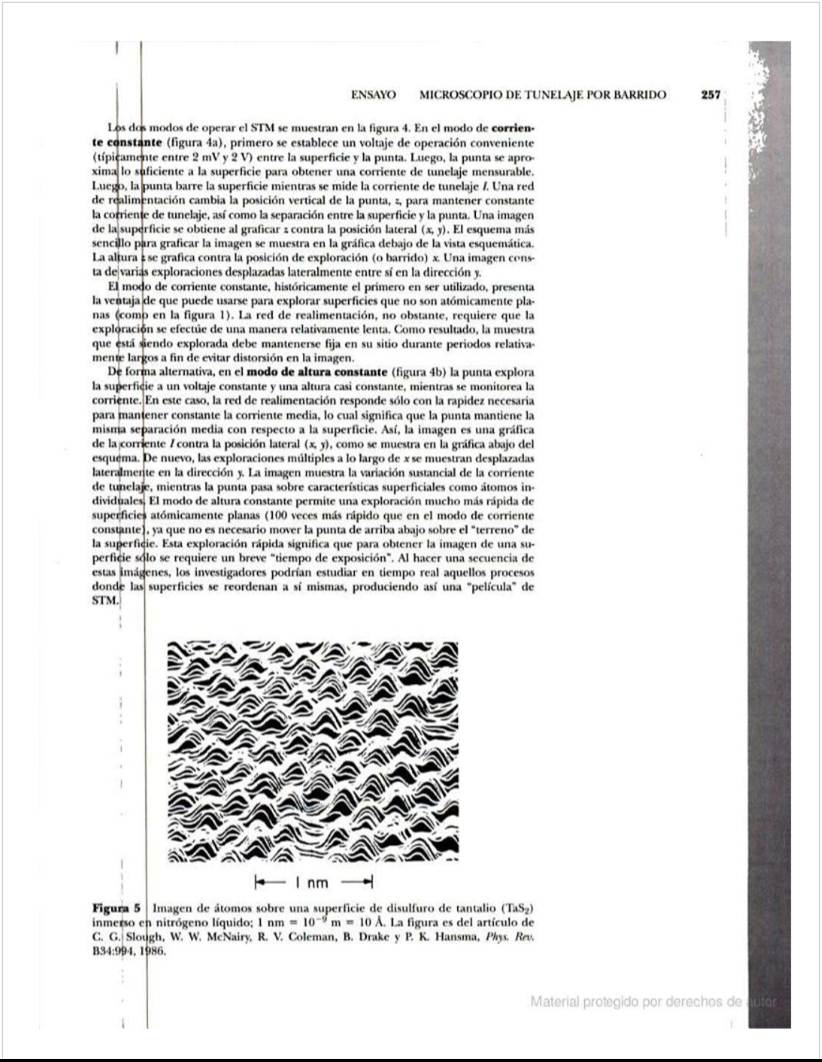 ENSAYO MICROSCOPIO DE TUNELAJE POR BARRIDO 257
Los dos modos de operar el STM se muestran en la figura 4. En el modo de corrien-
te constante (figura 4a), primero se establece un voltaje de operación conveniente
(típicamente entre 2 mV y 2 V) entre la superficie y la punta. Luego, la punta se apro-
xima lo suficiente a la superficie para obtener una corriente de tunelaje mensurable.
Luego, la punta barre la superficie mientras se mide la corriente de tunelaje I. Una red
de realimentación cambia la posición vertical de la punta, z, para mantener constante
la corriente de tunelaje, así como la separación entre la superficie y la punta. Una imagen
de la superficie se obtiene al graficar z contra la posición lateral (x, y). El esquema más
sencillo para graficar la imagen se muestra en la gráfica debajo de la vista esquemática.
La altura z se grafica contra la posición de exploración (o barrido) x. Una imagen cons-
ta de varias exploraciones desplazadas lateralmente entre sí en la dirección y.
El modo de corriente constante, históricamente el primero en ser utilizado, presenta
la ventaja de que puede usarse para explorar superficies que no son atómicamente pla-
nas (como en la figura 1). La red de realimentación, no obstante, requiere que la
exploración se efectúe de una manera relativamente lenta. Como resultado, la muestra
que está siendo explorada debe mantenerse fija en su sitio durante periodos relativa-
mente largos a fin de evitar distorsión en la imagen.
De forma alternativa, en el modo de altura constante (figura 4b) la punta explora
la superficie a un voltaje constante y una altura casi constante, mientras se monitorea la
corriente. En este caso, la red de realimentación responde sólo con la rapidez necesaria
para mantener constante la corriente media, lo cual significa que la punta mantiene la
misma separación media con respecto a la superficie. Así, la imagen es una gráfica
de la corriente I contra la posición lateral (x, y), como se muestra en la gráfica abajo del
esquema. De nuevo, las exploraciones múltiples a lo largo de x se muestran desplazadas
lateralmente en la dirección y. La imagen muestra la variación sustancial de la corriente
de tunelaje, mientras la punta pasa sobre características superficiales como átomos in-
dividuales. El modo de altura constante permite una exploración mucho más rápida de
superficies atómicamente planas (100 veces más rápido que en el modo de corriente
constante), ya que no es necesario mover la punta de arriba abajo sobre el "terreno" de
la superficie. Esta exploración rápida significa que para obtener la imagen de una su-
perficie sólo se requiere un breve "tiempo de exposición". Al hacer una secuencia de
estas imágenes, los investigadores podrían estudiar en tiempo real aquellos procesos
donde las superficies se reordenan a sí mismas, produciendo así una "película" de
STM.
1 nm
Figura 5 Imagen de átomos sobre una superficie de disulfuro de tantalio (TaS₂)
inmerso en nitrógeno líquido; 1 nm = 10⁻⁹ m = 10 Å. La figura es del artículo de
C. G. Slough, W. W. McNairy, R. V. Coleman, B. Drake y P. K. Hansma, Phys. Rev.
B34:994, 1986.
Material protegido por derechos de autor